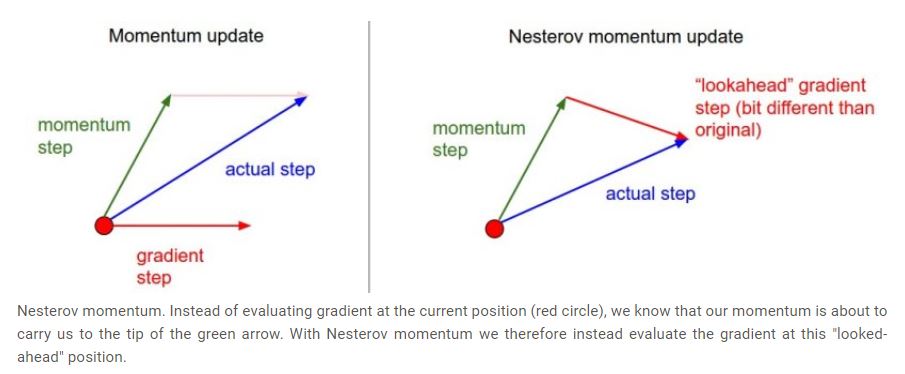 Momentum update
momentum
step
actual step
gradient
step
Nesterov momentum update
momentum
step
"lookahead" gradient
step (bit different than
original)
actual step
Nesterov momentum. Instead of evaluating gradient at the current position (red circle), we know that our momentum is about to
carry us to the tip of the green arrow. With Nesterov momentum we therefore instead evaluate the gradient at this "looked-
ahead" position.